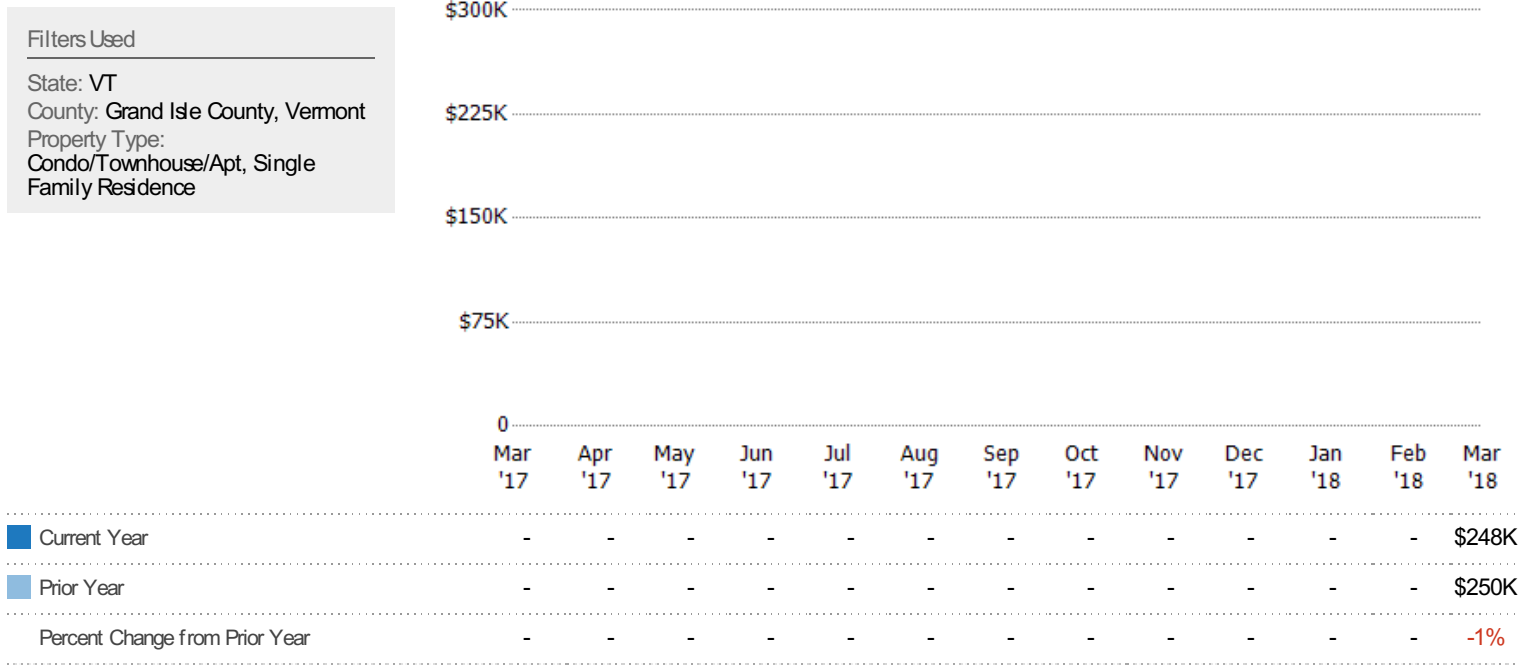 Filters Used
State: VT
County: Grand Isle County, Vermont
Property Type:
Condo/Townhouse/Apt, Single
Family Residence
$300K
$225K
$150K
$75K
0
Mar Apr May Jun Jul Aug Sep Oct Nov Dec Jan Feb Mar
'17 '17 '17 '17 '17 '17 '17 '17 '17 '17 '18 '18 '18
Current Year - - - - - - - - - - - - $248K
Prior Year - - - - - - - - - - - - $250K
Percent Change from Prior Year - - - - - - - - - - - - -1%